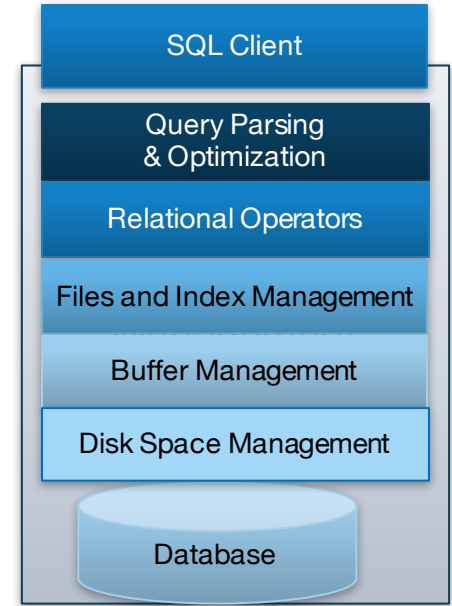 SQL Client
Query Parsing
& Optimization
Relational Operators
Files and Index Management
Buffer Management
Disk Space Management
Database